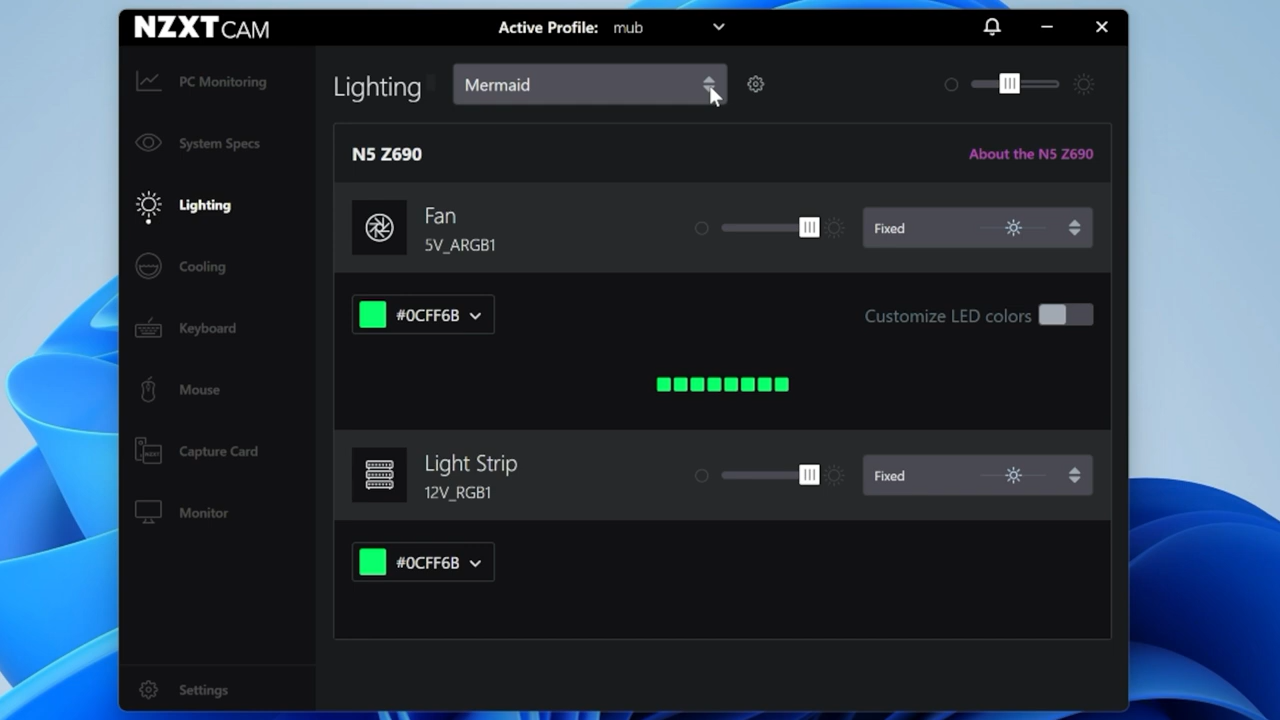 NZXT CAM
Active Profile: mub
PC Monitoring
System Specs
Lighting
Cooling
Keyboard
Mouse
Capture Card
Monitor
Settings
Lighting
Mermaid
N5 Z690
About the N5 Z690
Fan
5V_ARGB1
Fixed
#0CFF6B
Customize LED colors
Light Strip
12V_RGB1
Fixed
#0CFF6B